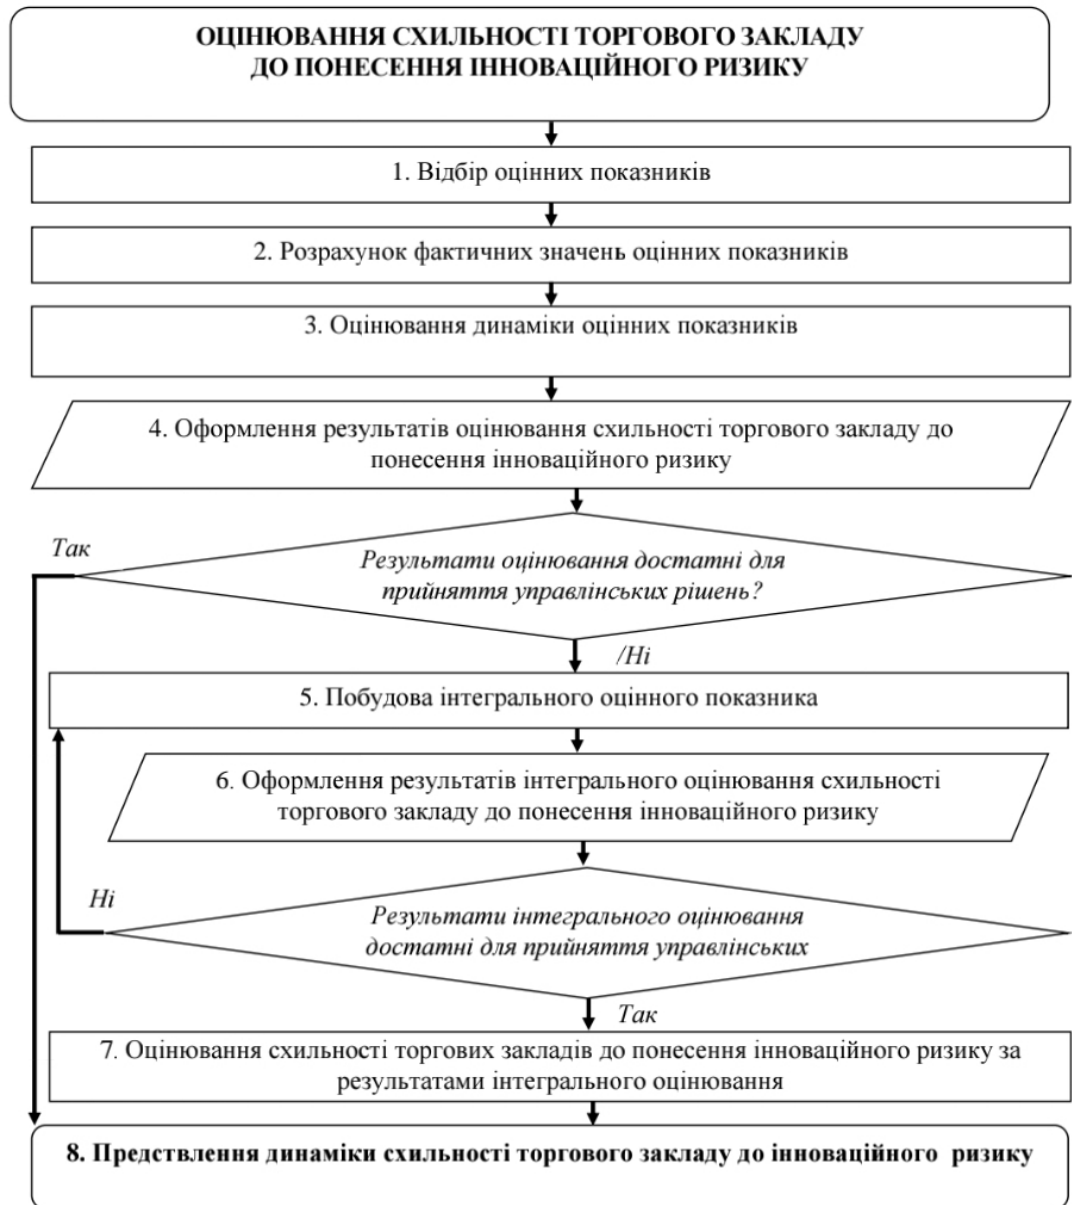 ОЦІНЮВАННЯ СХИЛЬНОСТІ ТОРГОВОГО ЗАКЛАДУ
ДО ПОНЕСЕННЯ ІННОВАЦІЙНОГО РИЗИКУ
1. Відбір оцінних показників
2. Розрахунок фактичних значень оцінних показників
3. Оцінювання динаміки оцінних показників
4. Оформлення результатів оцінювання схильності торгового закладу до
понесення інноваційного ризику
Так
Результати оцінювання достатні для
прийняття управлінських рішень?
/Ні
5. Побудова інтегрального оцінного показника
6. Оформлення результатів інтегрального оцінювання схильності
торгового закладу до понесення інноваційного ризику
Ні
Результати інтегрального оцінювання
достатні для прийняття управлінських
Так
7. Оцінювання схильності торгових закладів до понесення інноваційного ризику за
результатами інтегрального оцінювання
8. Предствлення динаміки схильності торгового закладу до інноваційного ризику